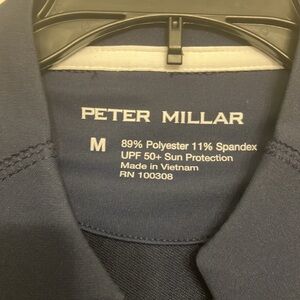 PETER MILLAR
M
89% Polyester 11% Spandex
UPF 50+ Sun Protection
Made in Vietnam
RN 100308